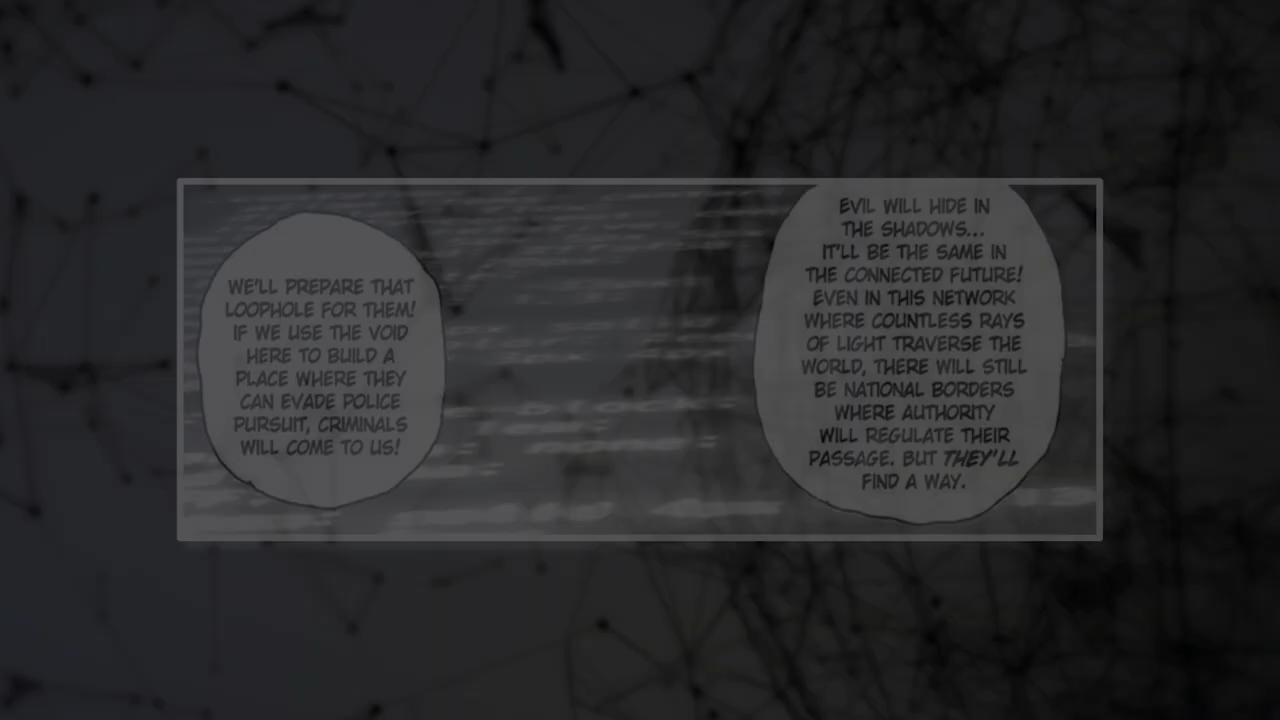 EVIL WILL HIDE IN
THE SHADOWS...
IT'LL BE THE SAME IN
THE CONNECTED FUTURE!
EVEN IN THIS NETWORK
WHERE COUNTLESS RAYS
OF LIGHT TRAVERSE THE
WORLD, THERE WILL STILL
BE NATIONAL BORDERS
WHERE AUTHORITY
WILL REGULATE THEIR
PASSAGE. BUT THEY'LL
FIND A WAY.
WE'LL PREPARE THAT
LOOPHOLE FOR THEM!
IF WE USE THE VOID
HERE TO BUILD A
PLACE WHERE THEY
CAN EVADE POLICE
PURSUIT, CRIMINALS
WILL COME TO US!